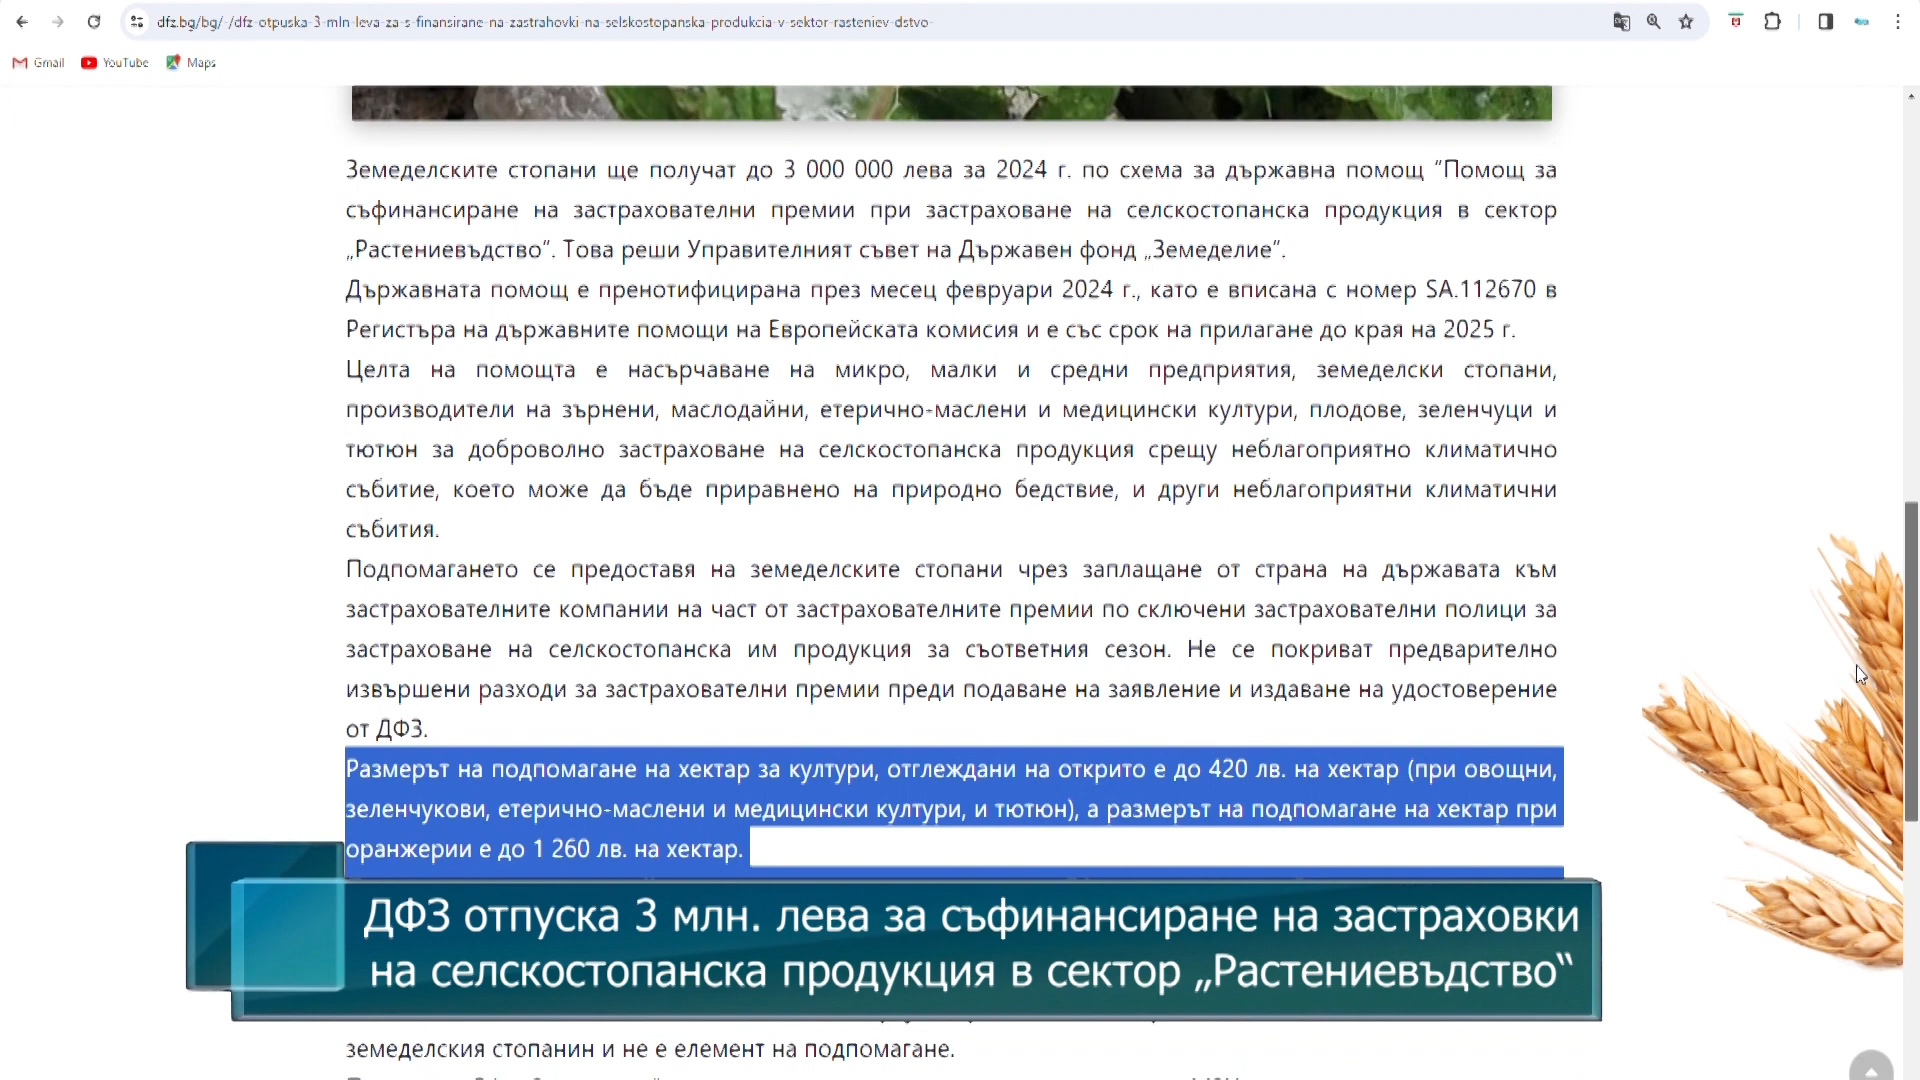 dfz.bg/bg/-/dfz-otpuska-3-mln-leva-za-s-finansirane-na-zastrahovki-na-selskostopanska-produkcia-v-sektor-rasteniev-dstvo-
Gmail YouTube Maps
Земеделските стопани ще получат до 3 000 000 лева за 2024 г. по схема за държавна помощ “Помощ за
съфинансиране на застрахователни премии при застраховане на селскостопанска продукция в сектор
„Растениевъдство“. Това реши Управителният съвет на Държавен фонд „Земеделие“.
Държавната помощ е пренотифицирана през месец февруари 2024 г., като е вписана с номер SA.112670 в
Регистъра на държавните помощи на Европейската комисия и е със срок на прилагане до края на 2025 г.
Целта на помощта е насърчаване на микро, малки и средни предприятия, земеделски стопани,
производители на зърнени, маслодайни, етерично-маслени и медицински култури, плодове, зеленчуци и
тютюн за доброволно застраховане на селскостопанска продукция срещу неблагоприятно климатично
събитие, което може да бъде приравнено на природно бедствие, и други неблагоприятни климатични
събития.
Подпомагането се предоставя на земеделските стопани чрез заплащане от страна на държавата към
застрахователните компании на част от застрахователните премии по сключени застрахователни полици за
застраховане на селскостопанска им продукция за съответния сезон. Не се покриват предварително
извършени разходи за застрахователни премии преди подаване на заявление и издаване на удостоверение
от ДФЗ.
Размерът на подпомагане на хектар за култури, отглеждани на открито е до 420 лв. на хектар (при овощни,
зеленчукови, етерично-маслени и медицински култури, и тютюн), а размерът на подпомагане на хектар при
оранжерии е до 1 260 лв. на хектар.
ДФЗ отпуска 3 млн. лева за съфинансиране на застраховки
на селскостопанска продукция в сектор „Растениевъдство“
земеделския стопанин и не е елемент на подпомагане.